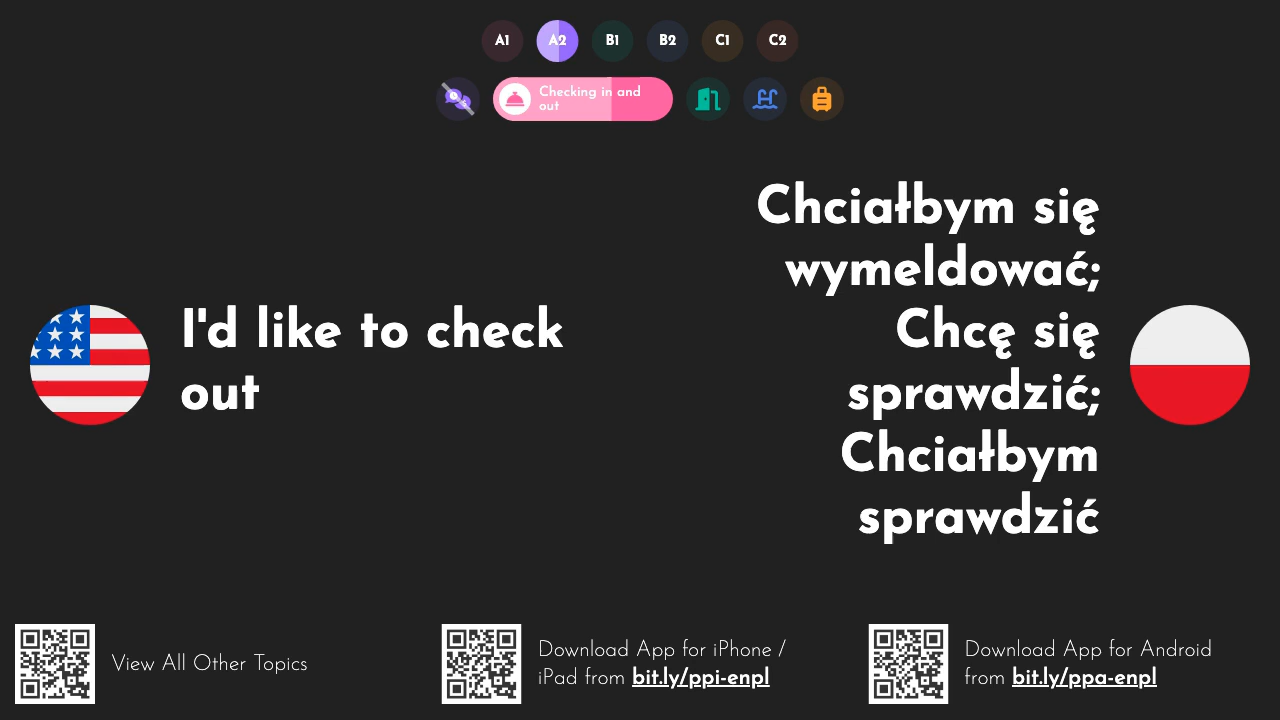 A1 A2 B1 B2 C1 C2
Checking in and
out
I'd like to check
out
Chciałbym się
wymeldować;
Chcę się
sprawdzić;
Chciałbym
sprawdzić
View All Other Topics
Download App for iPhone /
iPad from bit.ly/ppi-enpl
Download App for Android
from bit.ly/ppa-enpl